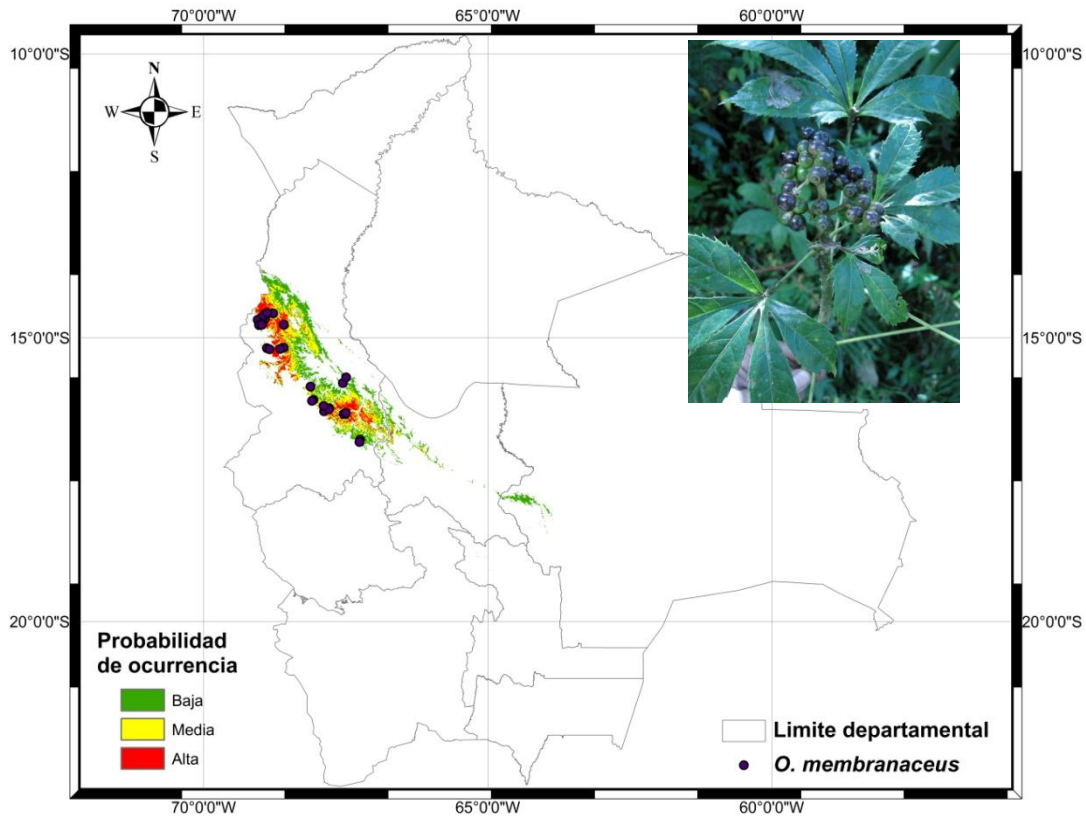 70°0'0"W 65°0'0"W 60°0'0"W
10°0'0"S 10°0'0"S
N
W E
S
15°0'0"S 15°0'0"S
20°0'0"S 20°0'0"S
Probabilidad
de ocurrencia
Baja
Media
Alta
Limite departamental
O. membranaceus
70°0'0"W 65°0'0"W 60°0'0"W